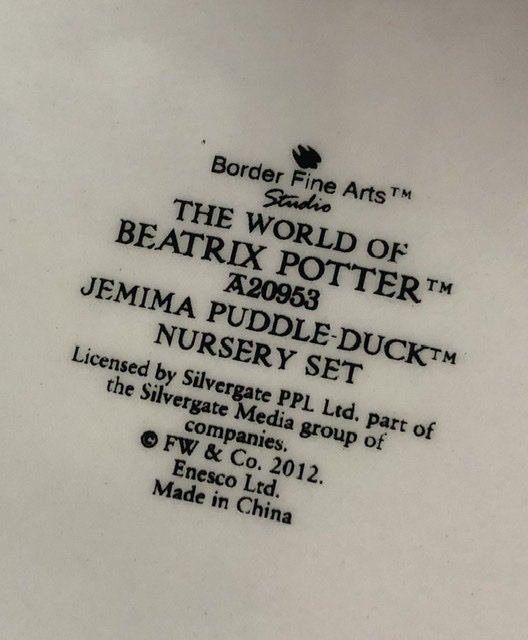 Border Fine Arts™
Studio
THE WORLD OF
BEATRIX POTTER™
A20953
JEMIMA PUDDLE-DUCK™
NURSERY SET
Licensed by Silvergate PPL Ltd. part of
the Silvergate Media group of
companies.
© FW & Co. 2012.
Enesco Ltd.
Made in China